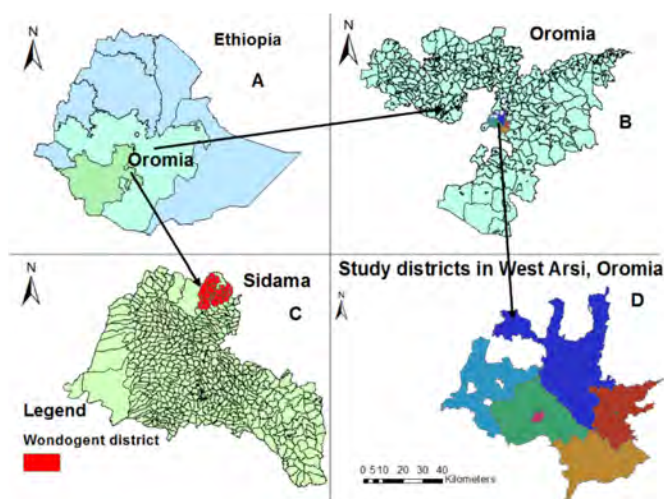 N
Ethiopia
A
Oromia
N
Oromia
B
N
Sidama
C
Legend
Wondogent district
Study districts in West Arsi, Oromia
N
D
0 5 10 20 30 40
Kilometers